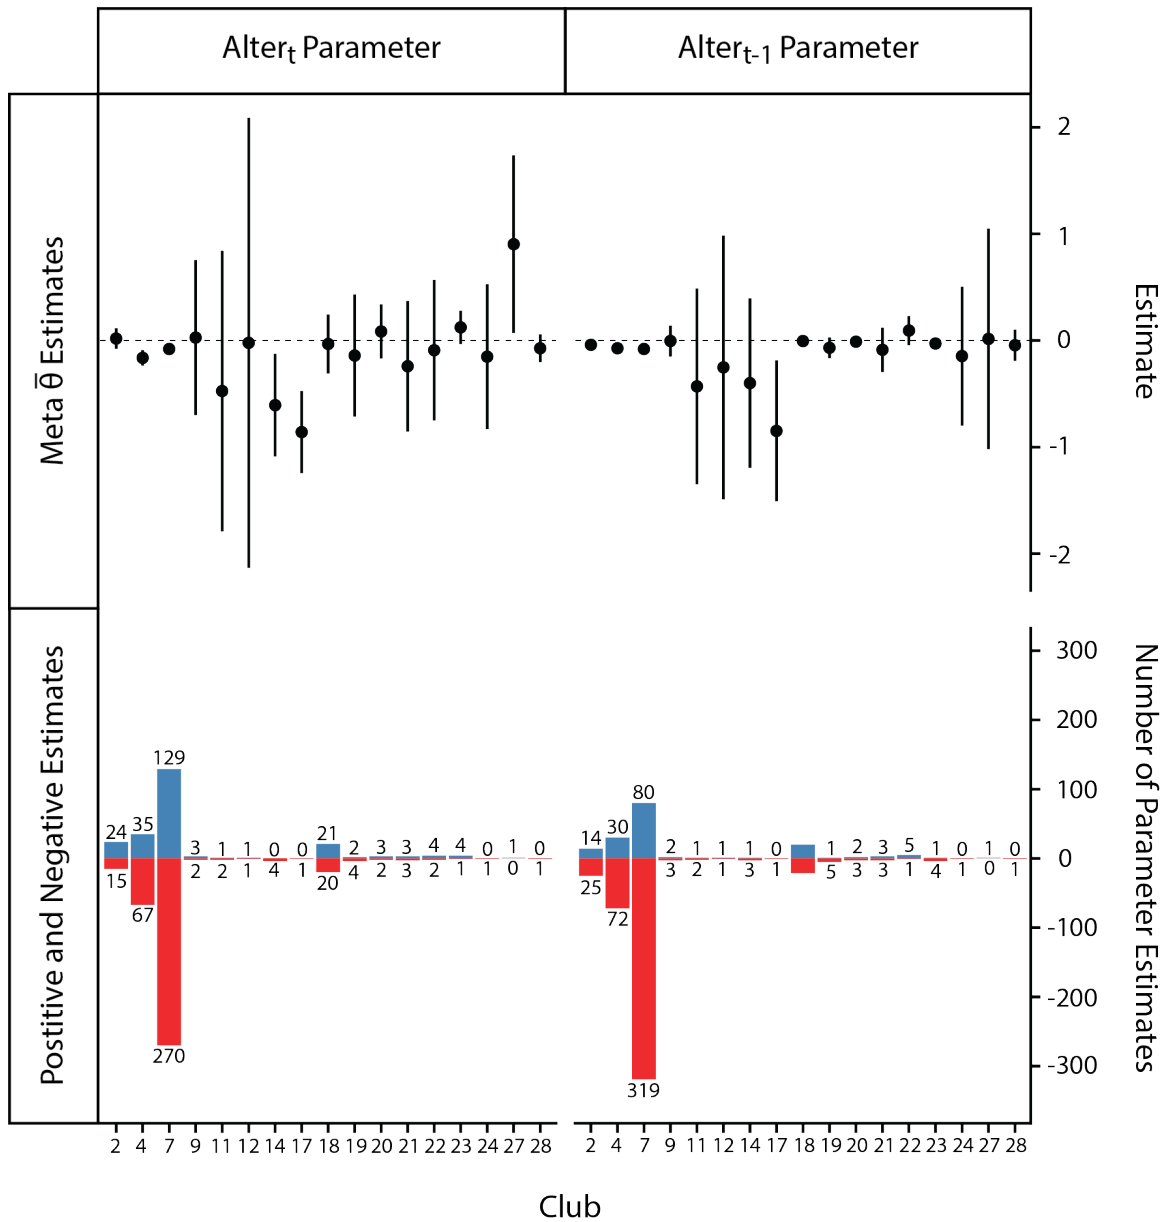 Alter_t Parameter
Alter_t-1 Parameter
Meta θ̅ Estimates
2
1
0
-1
-2
Estimate
Postitive and Negative Estimates
24 35 129 3 1 1 0 0 21 2 3 3 4 4 0 1 0
15 67 270 2 2 1 4 1 20 4 2 3 2 1 0 1
14 30 80 2 1 1 1 0 1 2 3 5 1 0 1 0
25 72 319 3 2 1 3 1 5 3 3 1 4 1 0 1
300
200
100
0
-100
-200
-300
Number of Parameter Estimates
2 4 7 9 11 12 14 17 18 19 20 21 22 23 24 27 28
2 4 7 9 11 12 14 17 18 19 20 21 22 23 24 27 28
Club